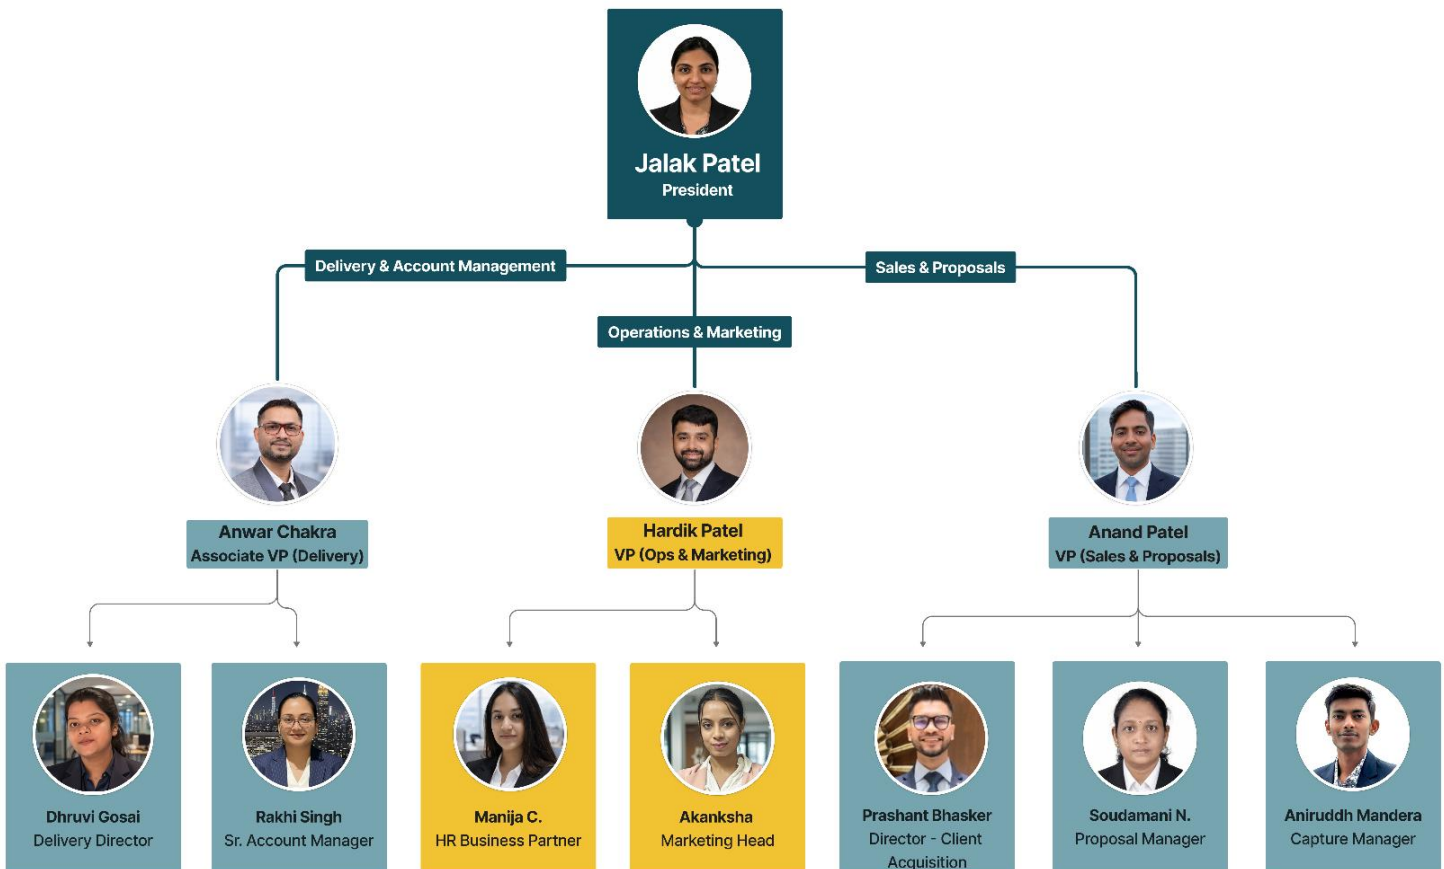 Jalak Patel
President
Delivery & Account Management
Sales & Proposals
Operations & Marketing
Anwar Chakra
Associate VP (Delivery)
Hardik Patel
VP (Ops & Marketing)
Anand Patel
VP (Sales & Proposals)
Dhruvi Gosai
Delivery Director
Rakhi Singh
Sr. Account Manager
Manija C.
HR Business Partner
Akanksha
Marketing Head
Prashant Bhasker
Director - Client
Acquisition
Soudamani N.
Proposal Manager
Aniruddh Mandera
Capture Manager